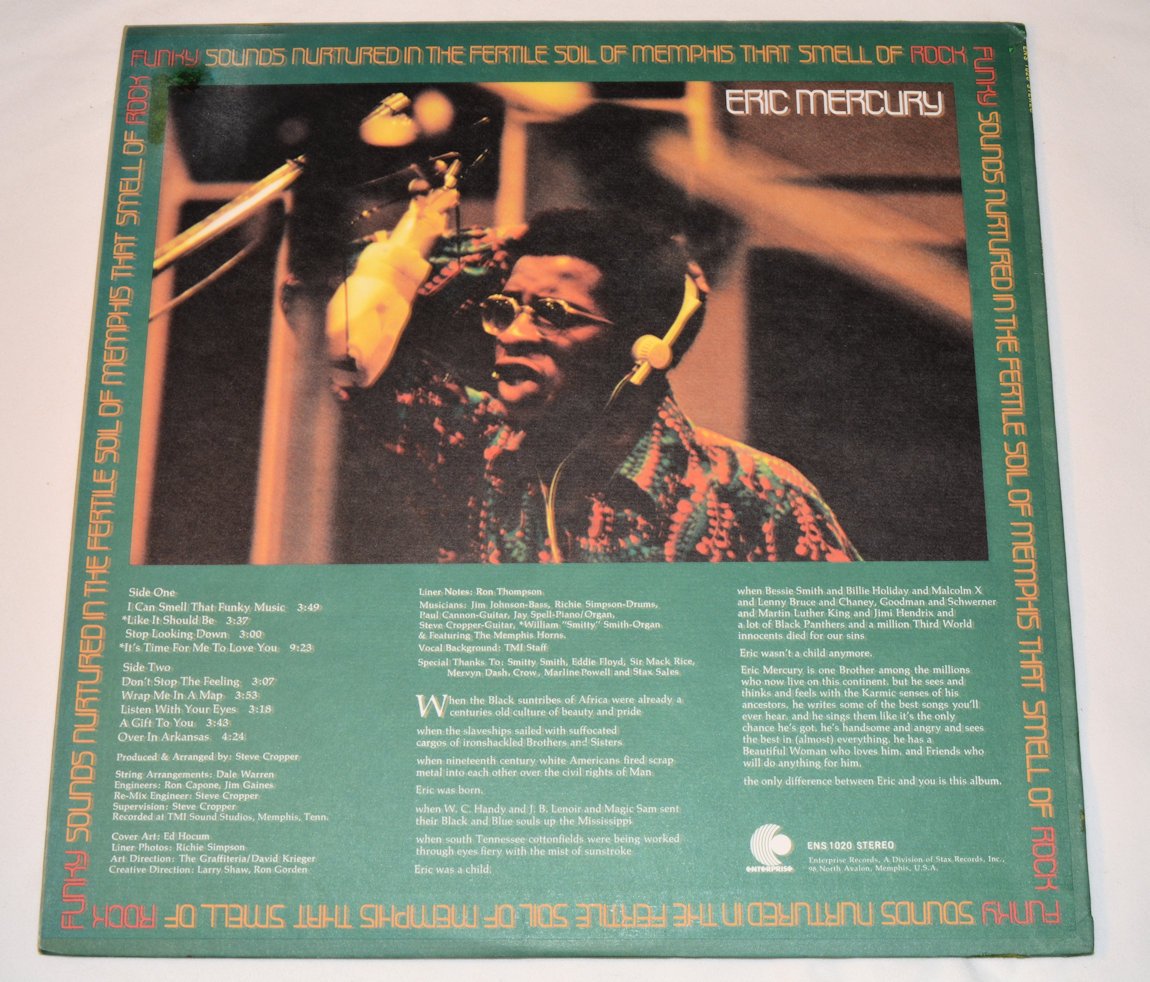 FUNKY SOUNDS NURTURED IN THE FERTILE SOIL OF MEMPHIS THAT SMELL OF ROCK
FUNKY SOUNDS NURTURED IN THE FERTILE SOIL OF MEMPHIS THAT SMELL OF ROCK
FUNKY SOUNDS NURTURED IN THE FERTILE SOIL OF MEMPHIS THAT SMELL OF ROCK
FUNKY SOUNDS NURTURED IN THE FERTILE SOIL OF MEMPHIS THAT SMELL OF ROCK
ERIC MERCURY
Side One
I Can Smell That Funky Music 3:49
*Like It Should Be 3:37
Stop Looking Down 3:00
*It's Time For Me To Love You 9:23
Side Two
Don't Stop The Feeling 3:07
Wrap Me In A Map 3:53
Listen With Your Eyes 3:18
A Gift To You 3:43
Over In Arkansas 4:24
Produced & Arranged by: Steve Cropper
String Arrangements: Dale Warren
Engineers: Ron Capone, Jim Gaines
Re-Mix Engineer: Steve Cropper
Supervision: Steve Cropper
Recorded at TMI Sound Studios, Memphis, Tenn.
Cover Art: Ed Hocum
Liner Photos: Richie Simpson
Art Direction: The Graffiteria/David Krieger
Creative Direction: Larry Shaw, Ron Gorden
Liner Notes: Ron Thompson
Musicians: Jim Johnson-Bass, Richie Simpson-Drums,
Paul Cannon-Guitar, Jay Spell-Piano/Organ,
Steve Cropper-Guitar, *William "Smitty" Smith-Organ
& Featuring The Memphis Horns.
Vocal Background: TMI Staff
Special Thanks To: Smitty Smith, Eddie Floyd, Sir Mack Rice,
Mervyn Dash, Crow, Marline Powell and Stax Sales
When the Black suntribes of Africa were already a
centuries old culture of beauty and pride
when the slaveships sailed with suffocated
cargos of ironshackled Brothers and Sisters
when nineteenth century white Americans fired scrap
metal into each other over the civil rights of Man
Eric was born.
when W. C. Handy and J. B. Lenoir and Magic Sam sent
their Black and Blue souls up the Mississippi
when south Tennessee cottonfields were being worked
through eyes fiery with the mist of sunstroke
Eric was a child.
when Bessie Smith and Billie Holiday and Malcolm X
and Lenny Bruce and Chaney, Goodman and Schwerner
and Martin Luther King and Jimi Hendrix and
a lot of Black Panthers and a million Third World
innocents died for our sins
Eric wasn't a child anymore.
Eric Mercury is one Brother among the millions
who now live on this continent. but he sees and
thinks and feels with the Karmic senses of his
ancestors. he writes some of the best songs you'll
ever hear. and he sings them like it's the only
chance he's got. he's handsome and angry and sees
the best in (almost) everything. he has a
Beautiful Woman who loves him. and Friends who
will do anything for him.
the only difference between Eric and you is this album.
ENTERPRISE
ENS 1020 STEREO
Enterprise Records, A Division of Stax Records, Inc.,
98 North Avalon, Memphis, U.S.A.